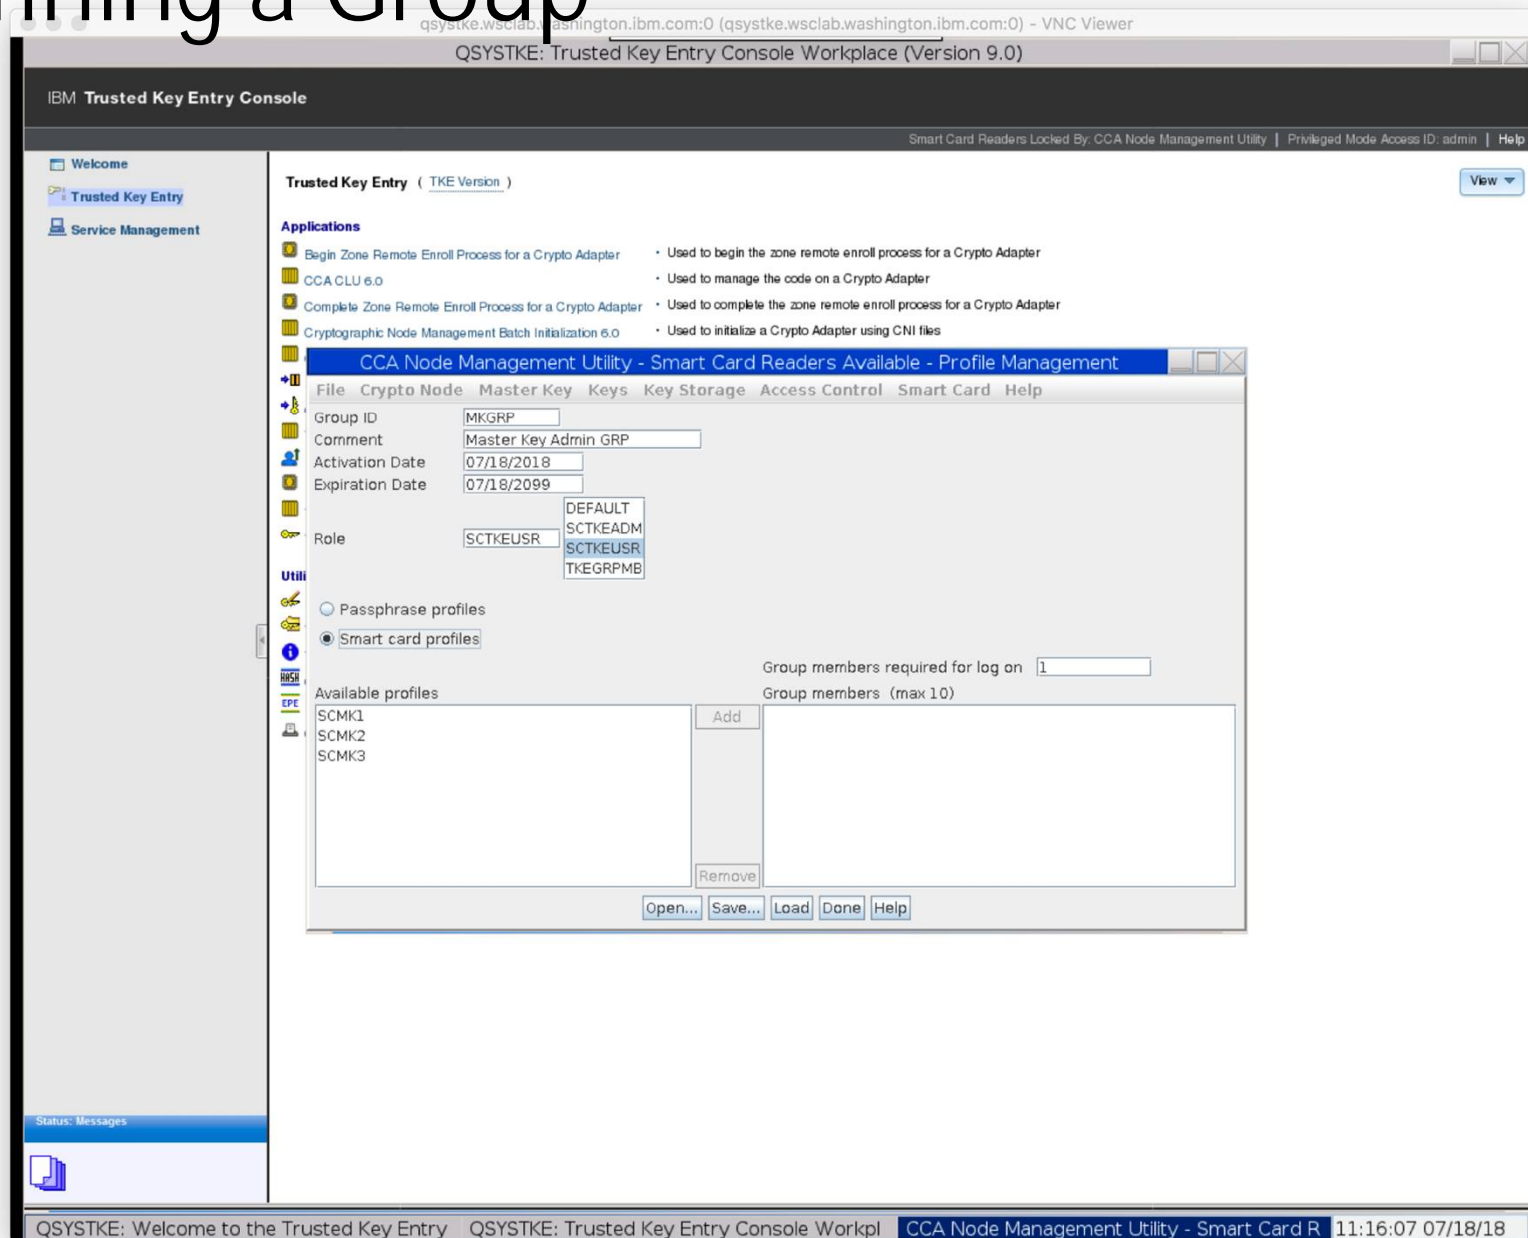 ining a Group
qsystke.wsclab.washington.ibm.com:0 (qsystke.wsclab.washington.ibm.com:0) - VNC Viewer
QSYSTKE: Trusted Key Entry Console Workplace (Version 9.0)
IBM Trusted Key Entry Console
Smart Card Readers Locked By: CCA Node Management Utility | Privileged Mode Access ID: admin | Help
Welcome
Trusted Key Entry
Service Management
Trusted Key Entry ( TKE Version )
View
Applications
Begin Zone Remote Enroll Process for a Crypto Adapter • Used to begin the zone remote enroll process for a Crypto Adapter
CCA CLU 6.0 • Used to manage the code on a Crypto Adapter
Complete Zone Remote Enroll Process for a Crypto Adapter • Used to complete the zone remote enroll process for a Crypto Adapter
Cryptographic Node Management Batch Initialization 6.0 • Used to initialize a Crypto Adapter using CNI files
CCA Node Management Utility - Smart Card Readers Available - Profile Management
File Crypto Node Master Key Keys Key Storage Access Control Smart Card Help
Group ID MKGRP
Comment Master Key Admin GRP
Activation Date 07/18/2018
Expiration Date 07/18/2099
DEFAULT
SCTKEADM
Role SCTKEUSR SCTKEUSR
TKEGRPMB
Utili
Passphrase profiles
Smart card profiles
Group members required for log on 1
HASH
EPE
Available profiles Group members (max 10)
SCMK1 Add
SCMK2
SCMK3
Remove
Open... Save... Load Done Help
Status: Messages
QSYSTKE: Welcome to the Trusted Key Entry QSYSTKE: Trusted Key Entry Console Workpl CCA Node Management Utility - Smart Card R 11:16:07 07/18/18